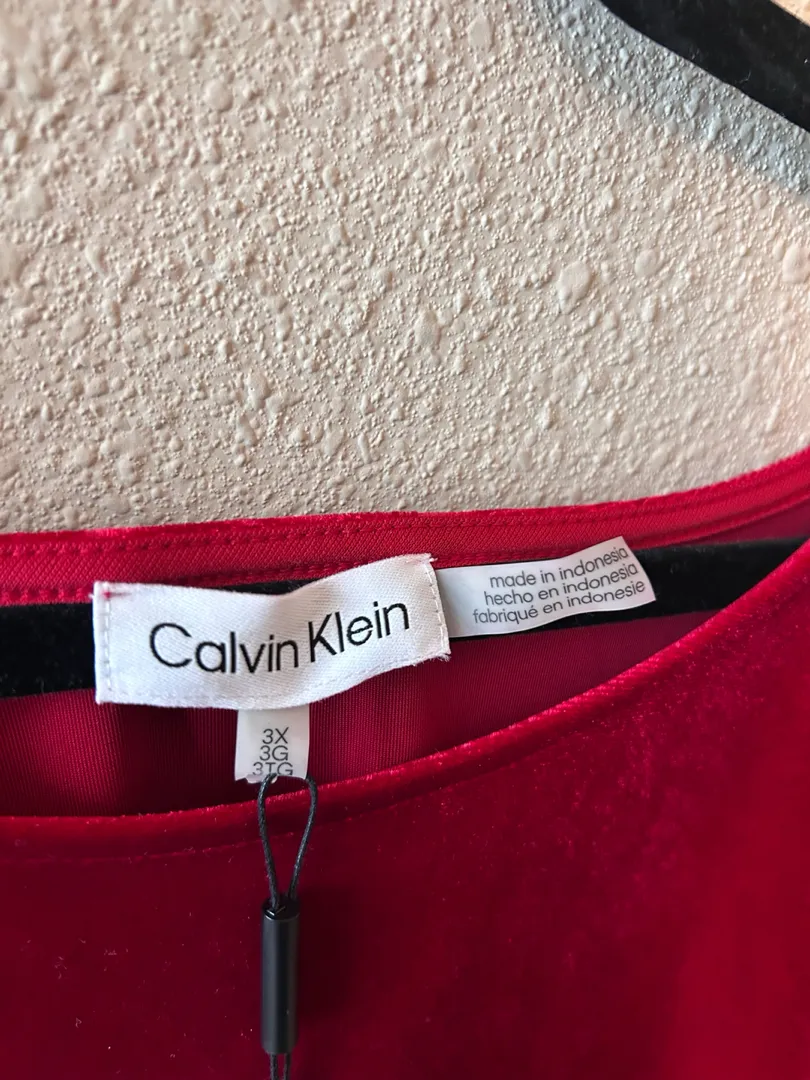 Calvin Klein
made in indonesia
hecho en indonesia
fabriqué en indonesie
3X
3G
3TG